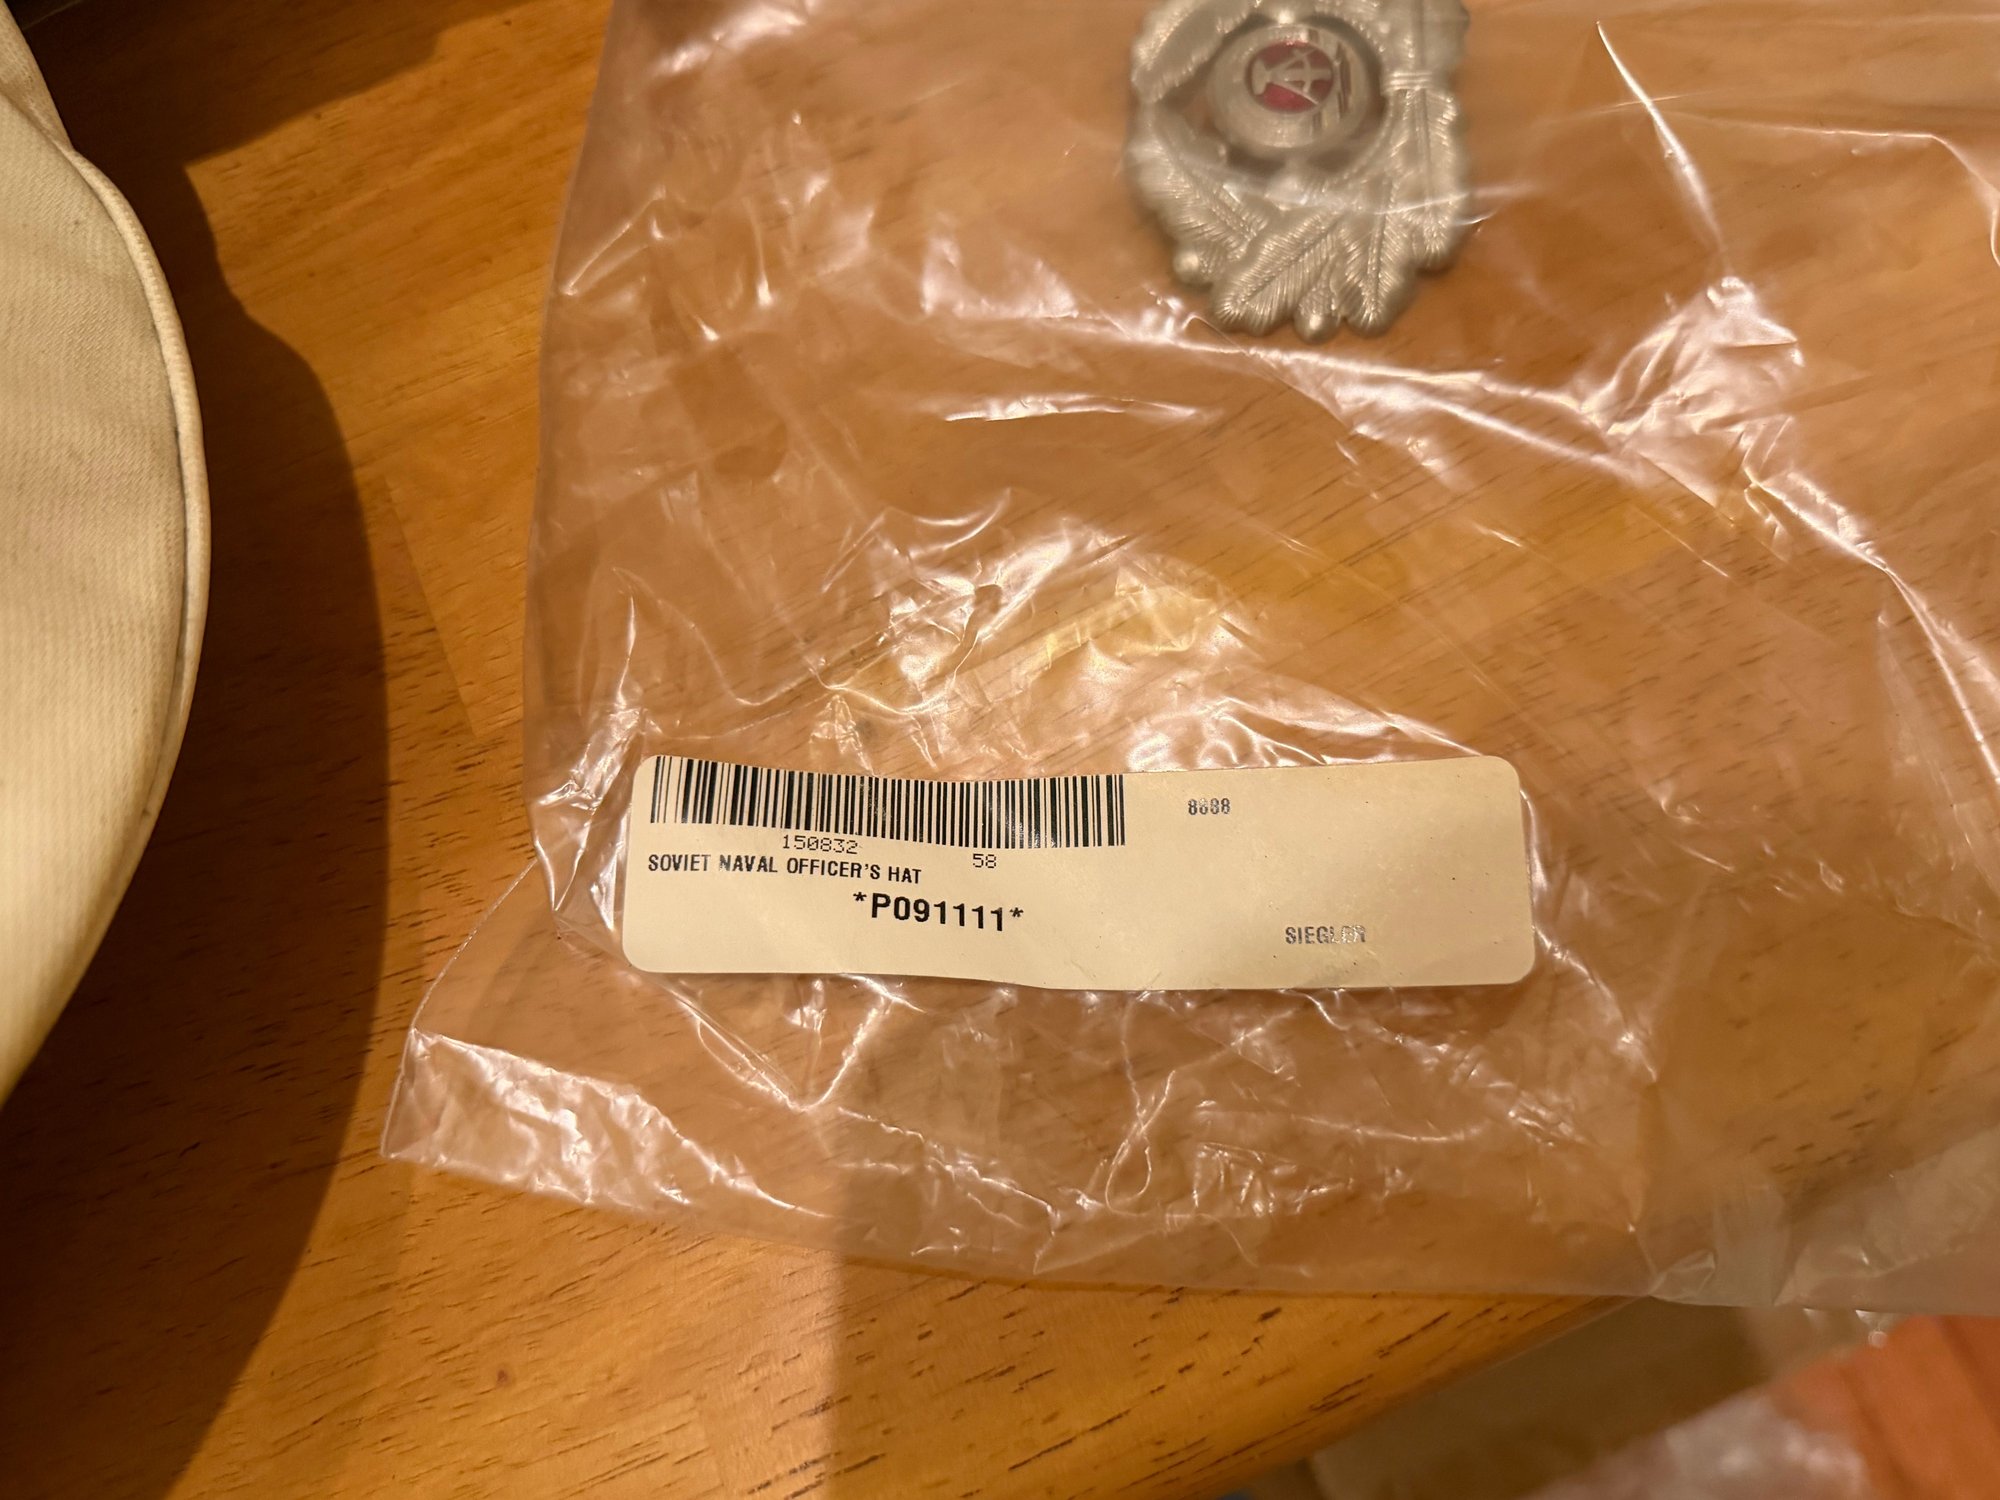 8888
150832
58
SOVIET NAVAL OFFICER'S HAT
*P091111*
SIEGLER